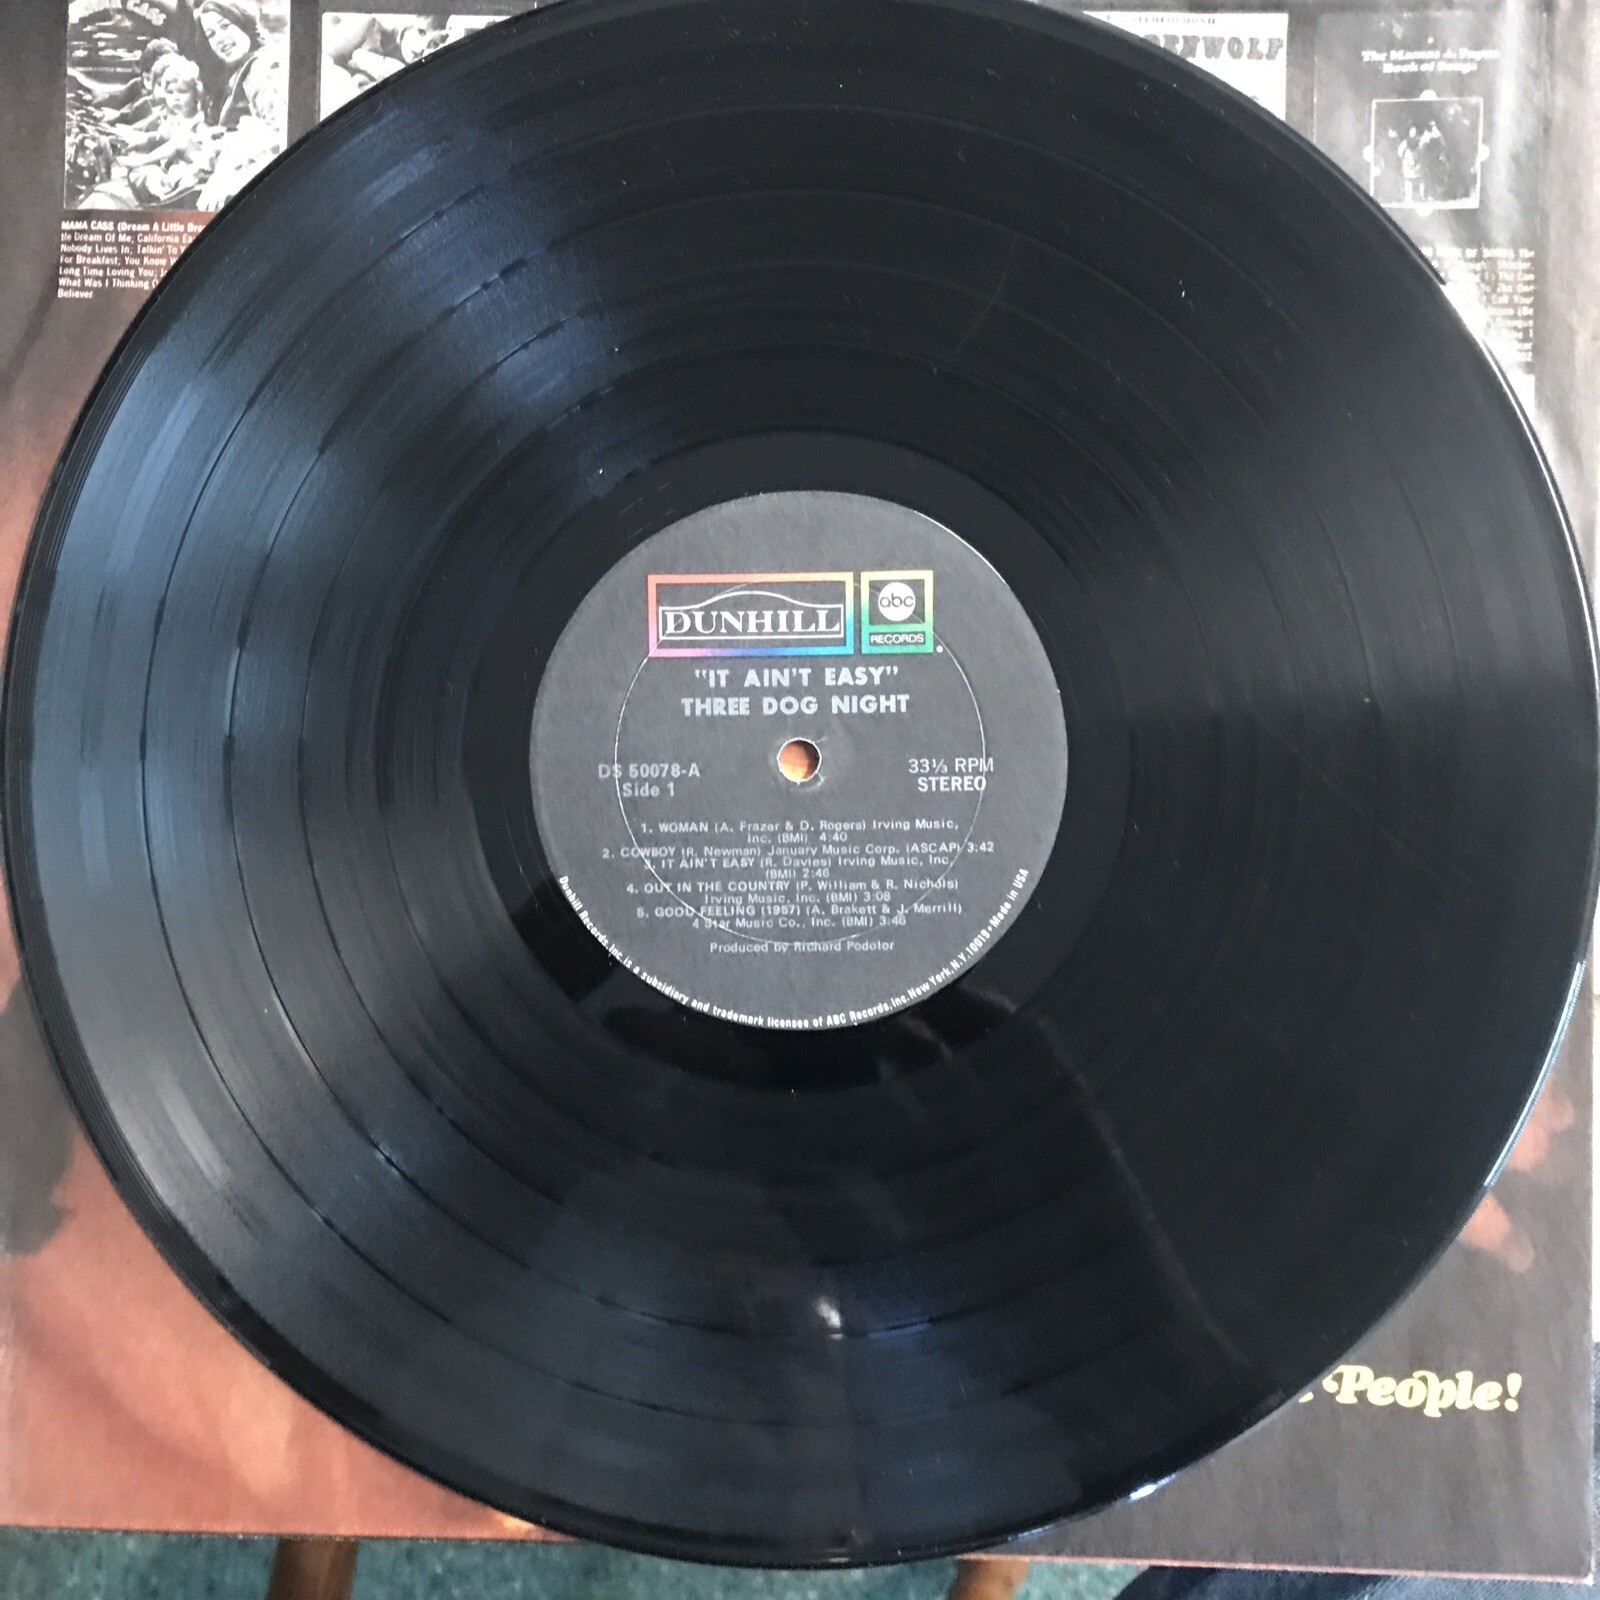 MAMA CASS (Dream A Little
tle Dream Of Me; California
Nobody Lives In; Talkin' To
For Breakfast; You Know
Long Time Loving You;
What Was I Thinking
Believer
The Mamas & Papas
Book of Songs
DUNHILL
abc
RECORDS
"IT AIN'T EASY"
THREE DOG NIGHT
DS 50078-A
Side 1
33⅓ RPM
STEREO
1. WOMAN (A. Frazer & D. Rogers) Irving Music,
Inc. (BMI) 4:40
2. COWBOY (R. Newman) January Music Corp. (ASCAP) 3:42
3. IT AIN'T EASY (R. Davies) Irving Music, Inc.
(BMI) 2:46
4. OUT IN THE COUNTRY (P. William & R. Nichols)
Irving Music, Inc. (BMI) 3:08
5. GOOD FEELING (1957) (A. Brakett & J. Merrill)
4 Star Music Co., Inc. (BMI) 3:46
Produced by Richard Podolor
Dunhill Records, Inc. is a subsidiary and trademark licensee of ABC Records, Inc. New York, N.Y. 10019 • Made in USA
People!